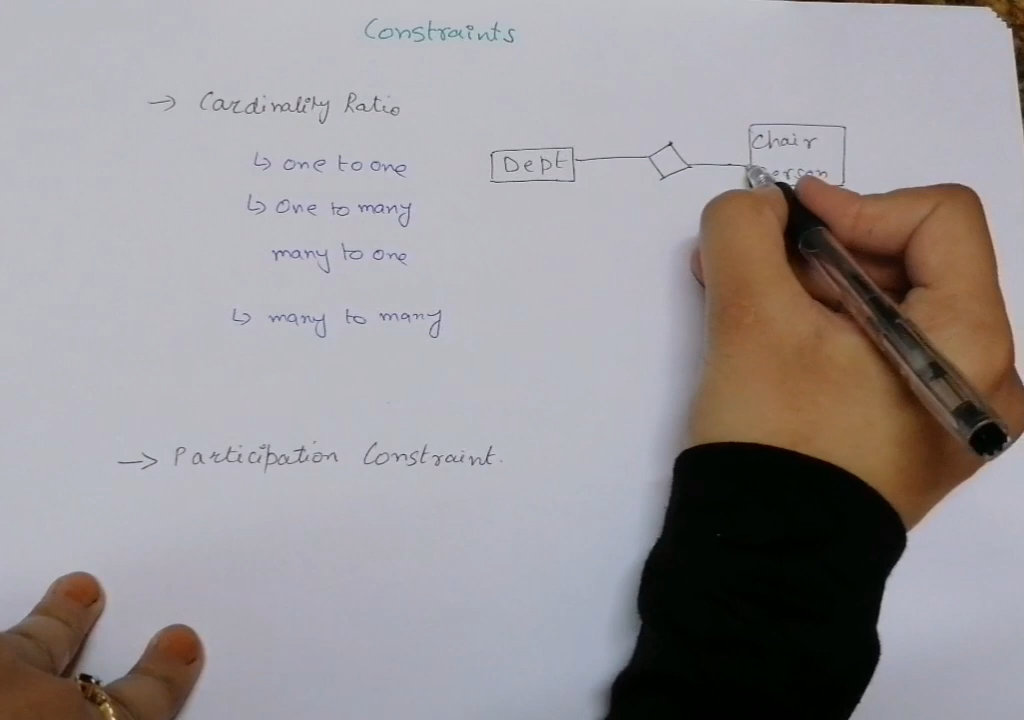 Constraints
→ Cardinality Ratio
↳ one to one
Dept
Chair
person
↳ One to many
many to one
↳ many to many
→ Participation Constraint.